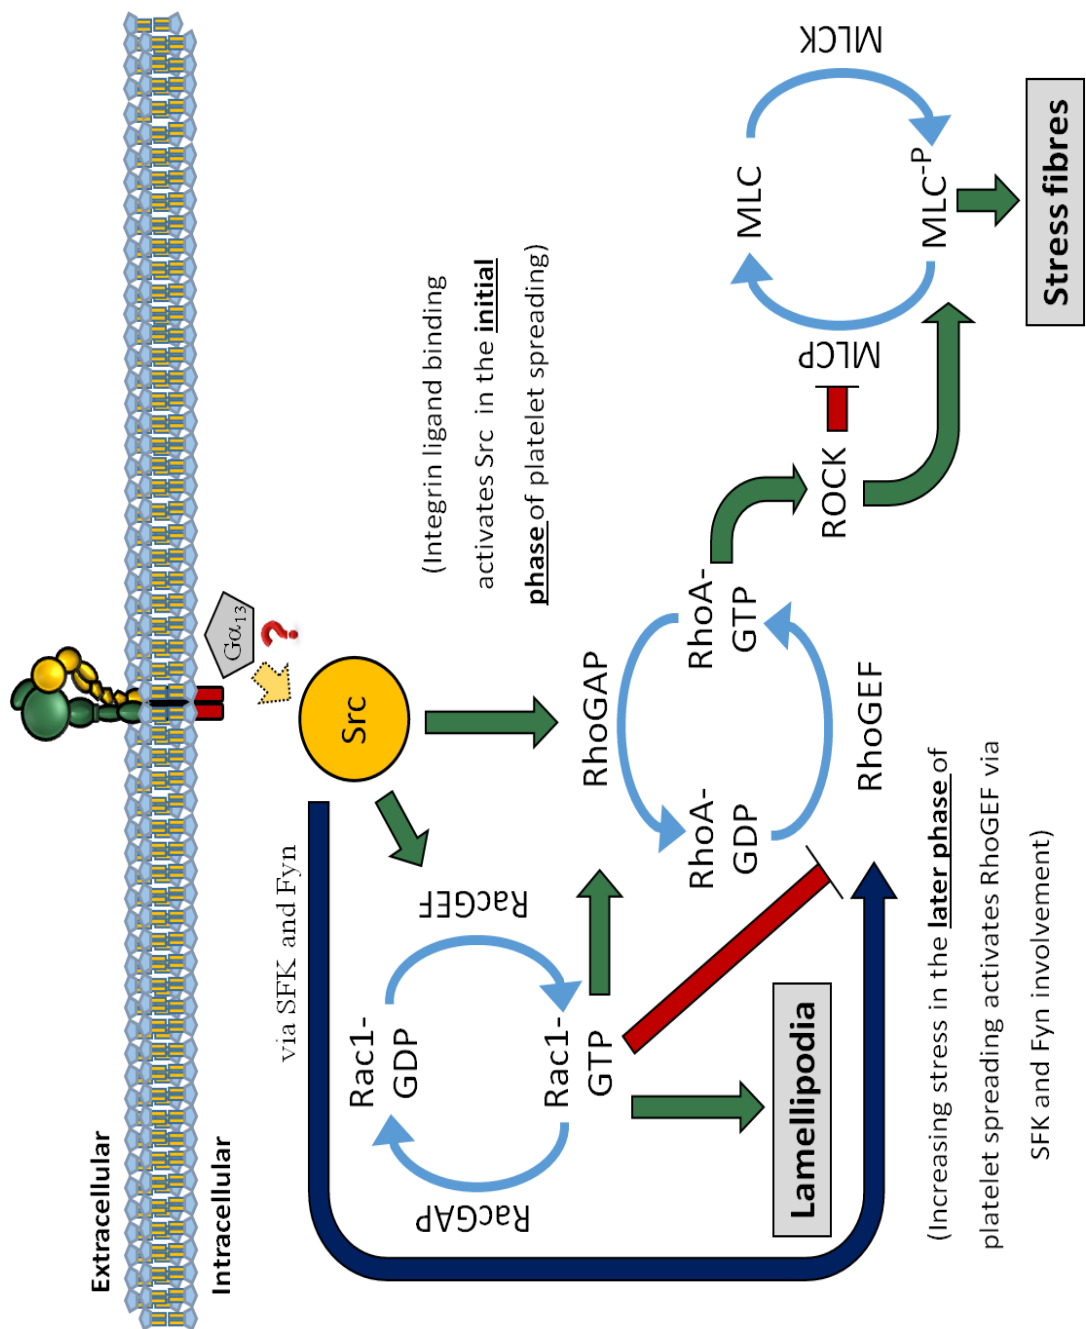 Extracellular
Intracellular
Gα13
?
via SFK and Fyn
Src
(Integrin ligand binding
activates Src in the initial
phase of platelet spreading)
Rac1-
GDP
RacGEF
RacGAP
Rac1-
GTP
Lamellipodia
RhoGAP
RhoA-
GDP
RhoA-
GTP
RhoGEF
ROCK
MLCP
MLC
MLCK
MLC-P
Stress fibres
(Increasing stress in the later phase of
platelet spreading activates RhoGEF via
SFK and Fyn involvement)